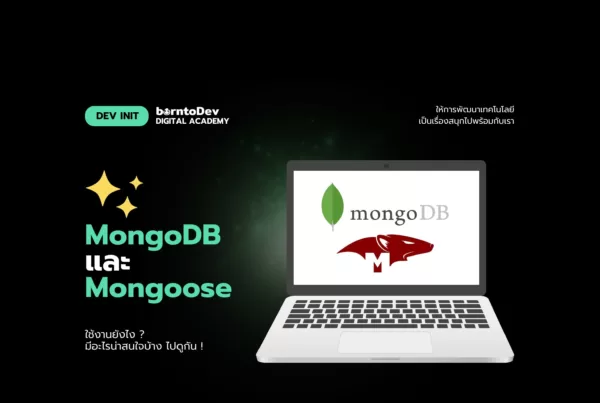 DEV INIT
borntoDev
DIGITAL ACADEMY
ให้การพัฒนาเทคโนโลยี
เป็นเรื่องสนุกไปพร้อมกับเรา
MongoDB
และ
Mongoose
ใช้งานยังไง ?
มีอะไรน่าสนใจบ้าง ไปดูกัน !
mongoDB
M